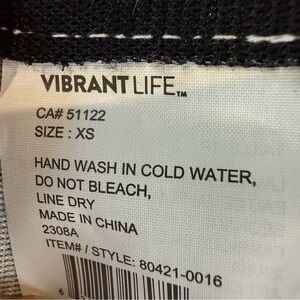 VIBRANT LIFE™
CA# 51122
SIZE : XS
HAND WASH IN COLD WATER,
DO NOT BLEACH,
LINE DRY
MADE IN CHINA
2308A
ITEM# / STYLE: 80421-0016
6